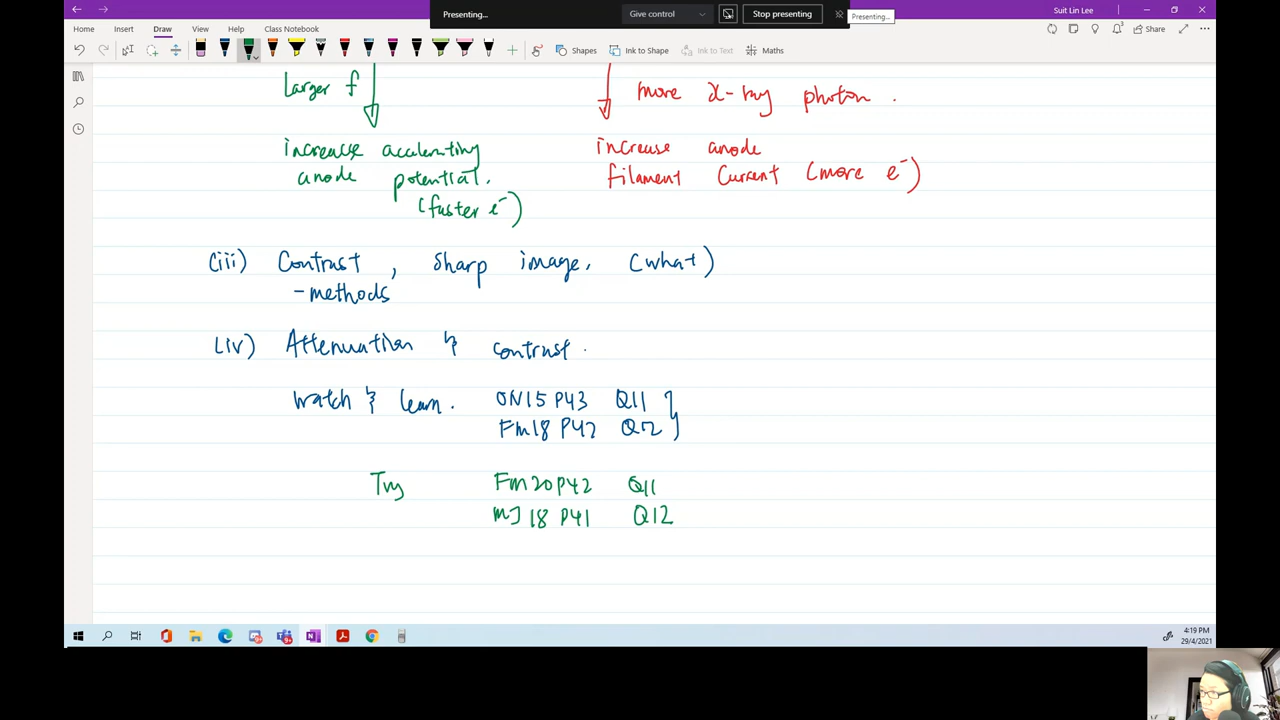 Presenting...
Give control
Stop presenting
Presenting...
Suit Lin Lee
Home Insert Draw View Help Class Notebook
Share
Shapes
Ink to Shape
Ink to Text
Maths
Larger f
more x-ray photon.
increase accelerating
anode potential.
(faster e-)
increase anode
filament current (more e-)
(iii) Contrast, sharp image. (what)
- methods
(iv) Attenuation & contrast.
Watch & learn. ON15 P43 Q11
FM18 P42 Q12
Try FM20 P42 Q11
MJ 18 P41 Q12
9+
4:19 PM
29/4/2021